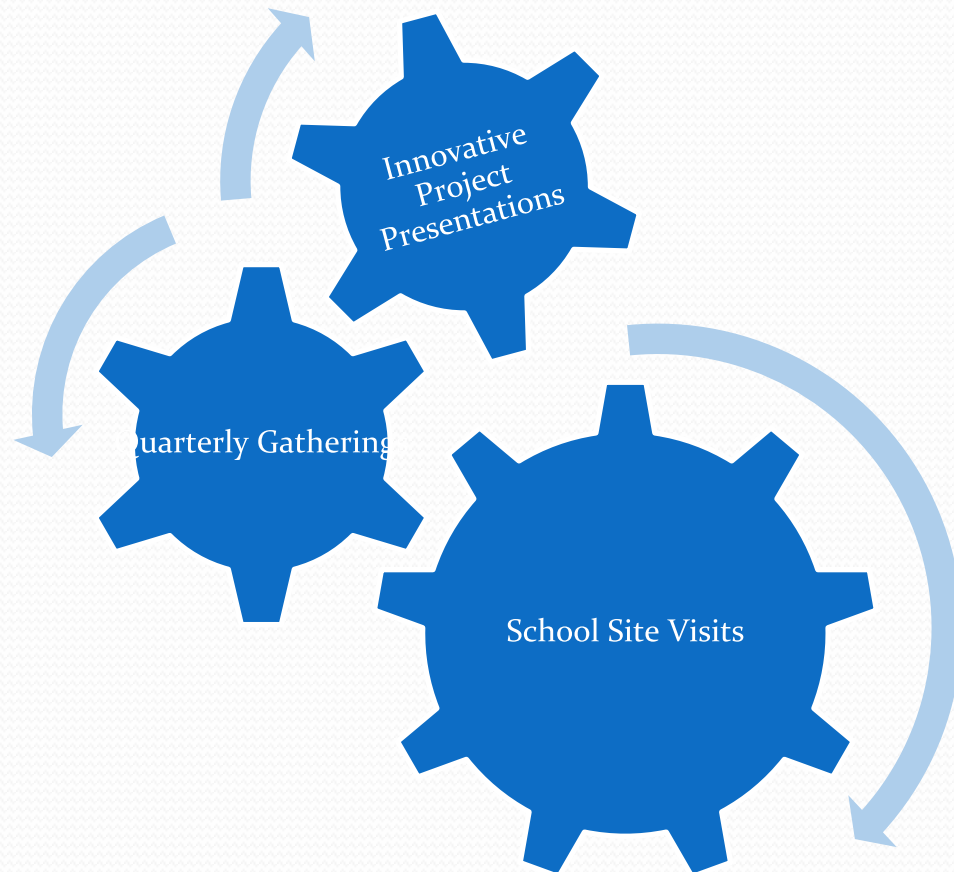 Innovative
Project
Presentations
Quarterly Gathering
School Site Visits